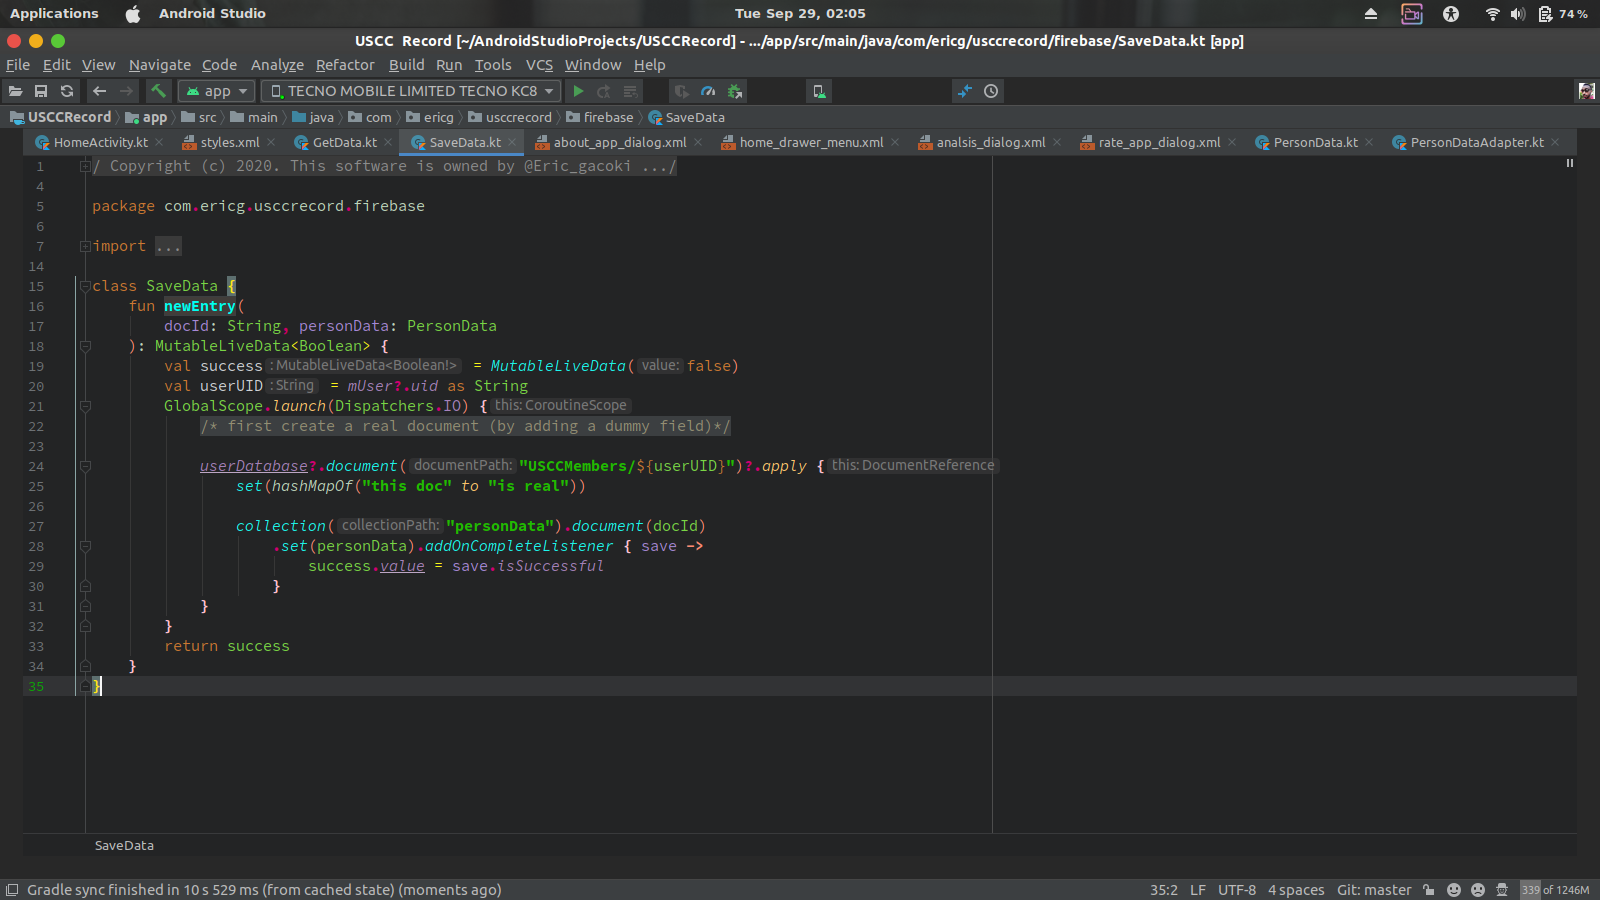 Applications Android Studio Tue Sep 29, 02:05 74%
USCC Record [~/AndroidStudioProjects/USCCRecord] - .../app/src/main/java/com/ericg/usccrecord/firebase/SaveData.kt [app]
File Edit View Navigate Code Analyze Refactor Build Run Tools VCS Window Help
app TECNO MOBILE LIMITED TECNO KC8
USCCRecord app src main java com ericg usccrecord firebase SaveData
HomeActivity.kt styles.xml GetData.kt SaveData.kt about_app_dialog.xml home_drawer_menu.xml analsis_dialog.xml rate_app_dialog.xml PersonData.kt PersonDataAdapter.kt
1 / Copyright (c) 2020. This software is owned by @Eric_gacoki .../
4
5 package com.ericg.usccrecord.firebase
6
7 import ...
14
15 class SaveData {
16 fun newEntry(
17 docId: String, personData: PersonData
18 ): MutableLiveData<Boolean> {
19 val success : MutableLiveData<Boolean!> = MutableLiveData( value: false)
20 val userUID : String = mUser?.uid as String
21 GlobalScope.launch(Dispatchers.IO) { this: CoroutineScope
22 /* first create a real document (by adding a dummy field)*/
23
24 userDatabase?.document( documentPath: "USCCMembers/${userUID}")?.apply { this: DocumentReference
25 set(hashMapOf("this doc" to "is real"))
26
27 collection( collectionPath: "personData").document(docId)
28 .set(personData).addOnCompleteListener { save ->
29 success.value = save.isSuccessful
30 }
31 }
32 }
33 return success
34 }
35 }
SaveData
Gradle sync finished in 10 s 529 ms (from cached state) (moments ago) 35:2 LF UTF-8 4 spaces Git: master 339 of 1246M